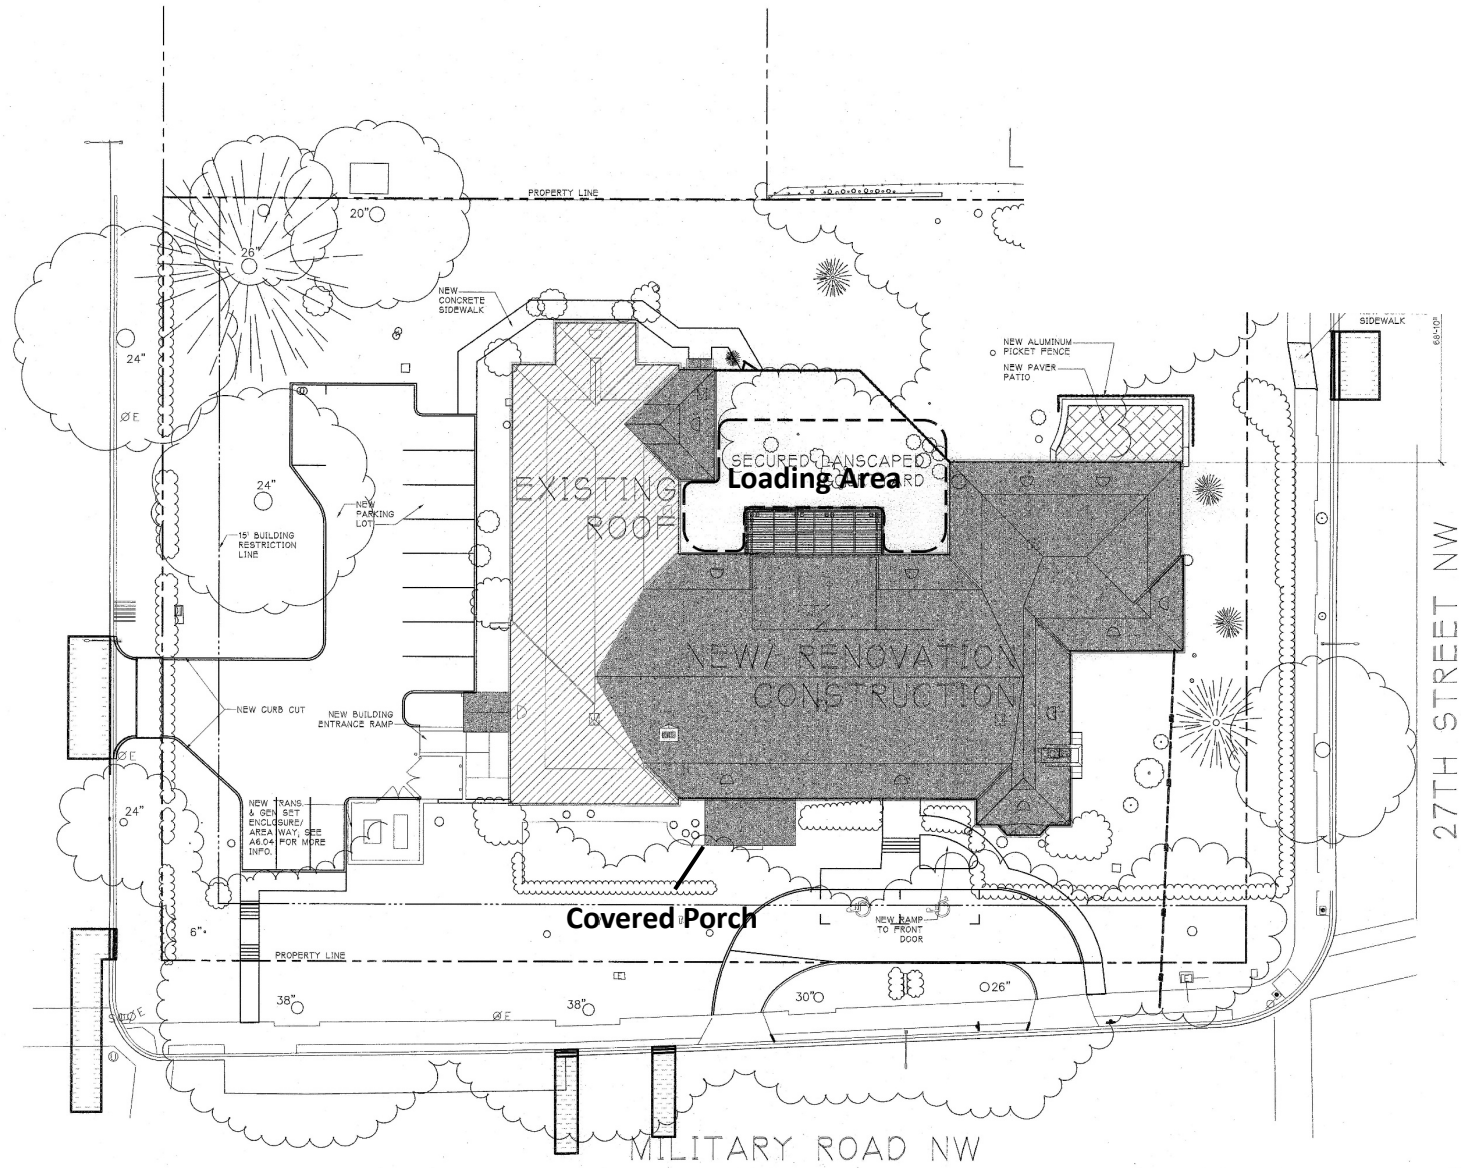 L
PROPERTY LINE
20"
26"
NEW
CONCRETE
SIDEWALK
SIDEWALK
68'-10"
24"
NEW ALUMINUM
PICKET FENCE
NEW PAVER
PATIO
E
SECURED LANSCAPED
Loading Area
EXISTING
ROOF
24"
NEW
PARKING
LOT
15' BUILDING
RESTRICTION
LINE
27TH STREET NW
NEW/ RENOVATION
CONSTRUCTION
NEW CURB CUT
NEW BUILDING
ENTRANCE RAMP
E
24"
NEW TRANS.
& GEN SET
ENCLOSURE/
AREA WAY, SEE
A6.04 FOR MORE
INFO.
Covered Porch
NEW RAMP
TO FRONT
DOOR
6"
PROPERTY LINE
E
E
38"
38"
30"
26"
E
E
MILITARY ROAD NW